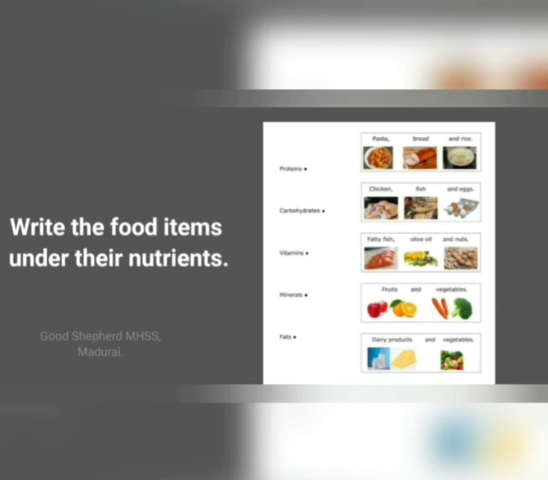 Write the food items
under their nutrients.
Good Shepherd MHSS,
Madurai.
Proteins •
Carbohydrates •
Vitamins •
Minerals •
Fats •
Pasta, bread and rice.
Chicken, fish and eggs.
Fatty fish, olive oil and nuts.
Fruits and vegetables.
Dairy products and vegetables.